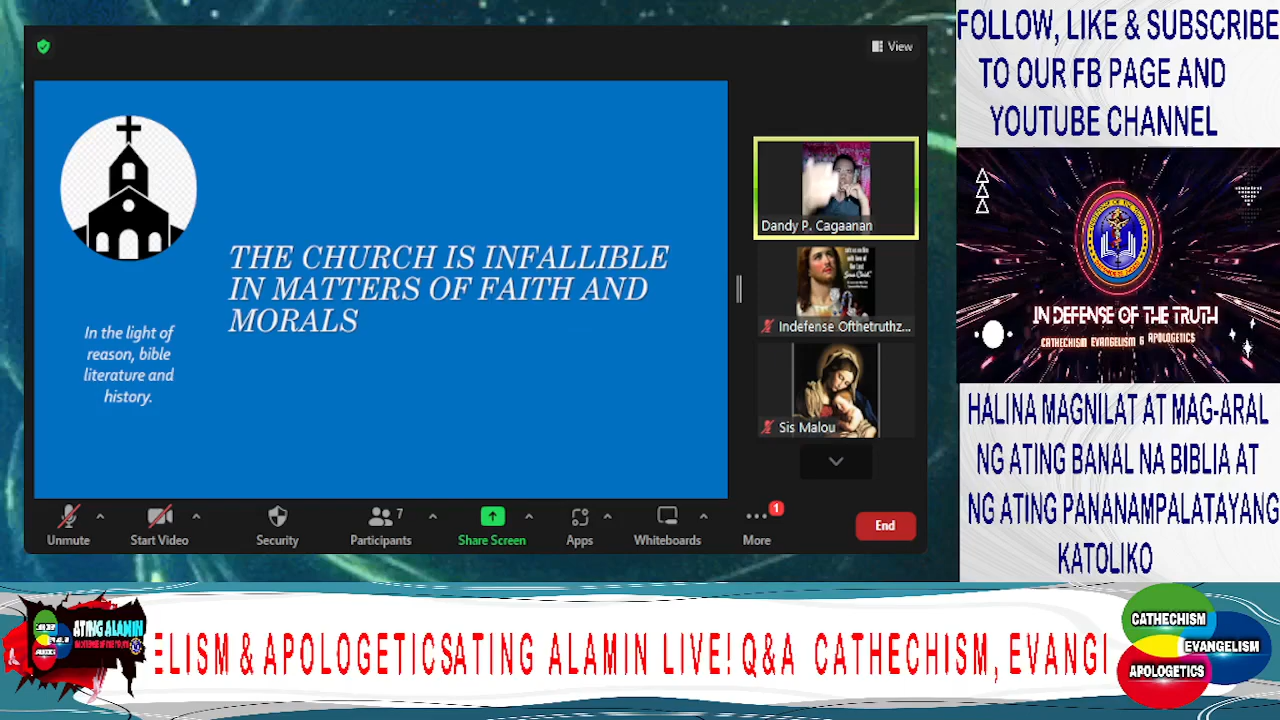 View
THE CHURCH IS INFALLIBLE
IN MATTERS OF FAITH AND
MORALS
In the light of
reason, bible
literature and
history.
Dandy P. Cagaanan
Indefense Ofthetruthz...
Sis Malou
Unmute
Start Video
Security
7
Participants
Share Screen
Apps
Whiteboards
1
More
End
FOLLOW, LIKE & SUBSCRIBE
TO OUR FB PAGE AND
YOUTUBE CHANNEL
IN DEFENSE OF THE TRUTH
CATHECHISM EVANGELISM & APOLOGETICS
HALINA MAGNILAT AT MAG-ARAL
NG ATING BANAL NA BIBLIA AT
NG ATING PANANAMPALATAYANG
KATOLIKO
ATING ALAMIN
ELISM & APOLOGETICSATING ALAMIN LIVE! Q&A CATHECHISM, EVANGI
CATHECHISM
EVANGELISM
APOLOGETICS